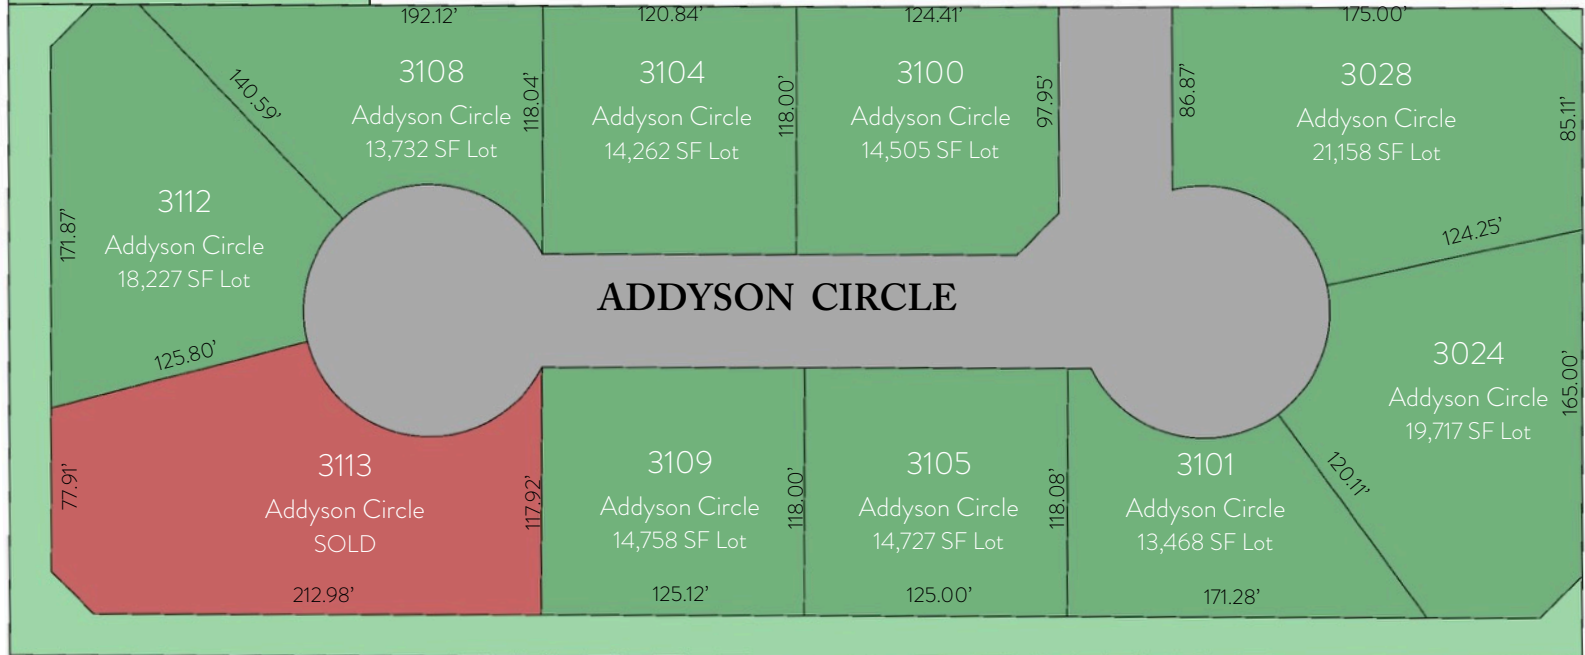 192.12’
120.84’
124.41’
175.00’
140.59’
3108
Addyson Circle
13,732 SF Lot
118.04’
3104
Addyson Circle
14,262 SF Lot
118.00’
3100
Addyson Circle
14,505 SF Lot
97.95’
86.87’
3028
Addyson Circle
21,158 SF Lot
85.11’
171.87’
3112
Addyson Circle
18,227 SF Lot
124.25’
ADDYSON CIRCLE
125.80’
3024
Addyson Circle
19,717 SF Lot
165.00’
77.91’
3113
Addyson Circle
SOLD
117.92’
212.98’
3109
Addyson Circle
14,758 SF Lot
118.00’
125.12’
3105
Addyson Circle
14,727 SF Lot
118.08’
125.00’
3101
Addyson Circle
13,468 SF Lot
120.11’
171.28’